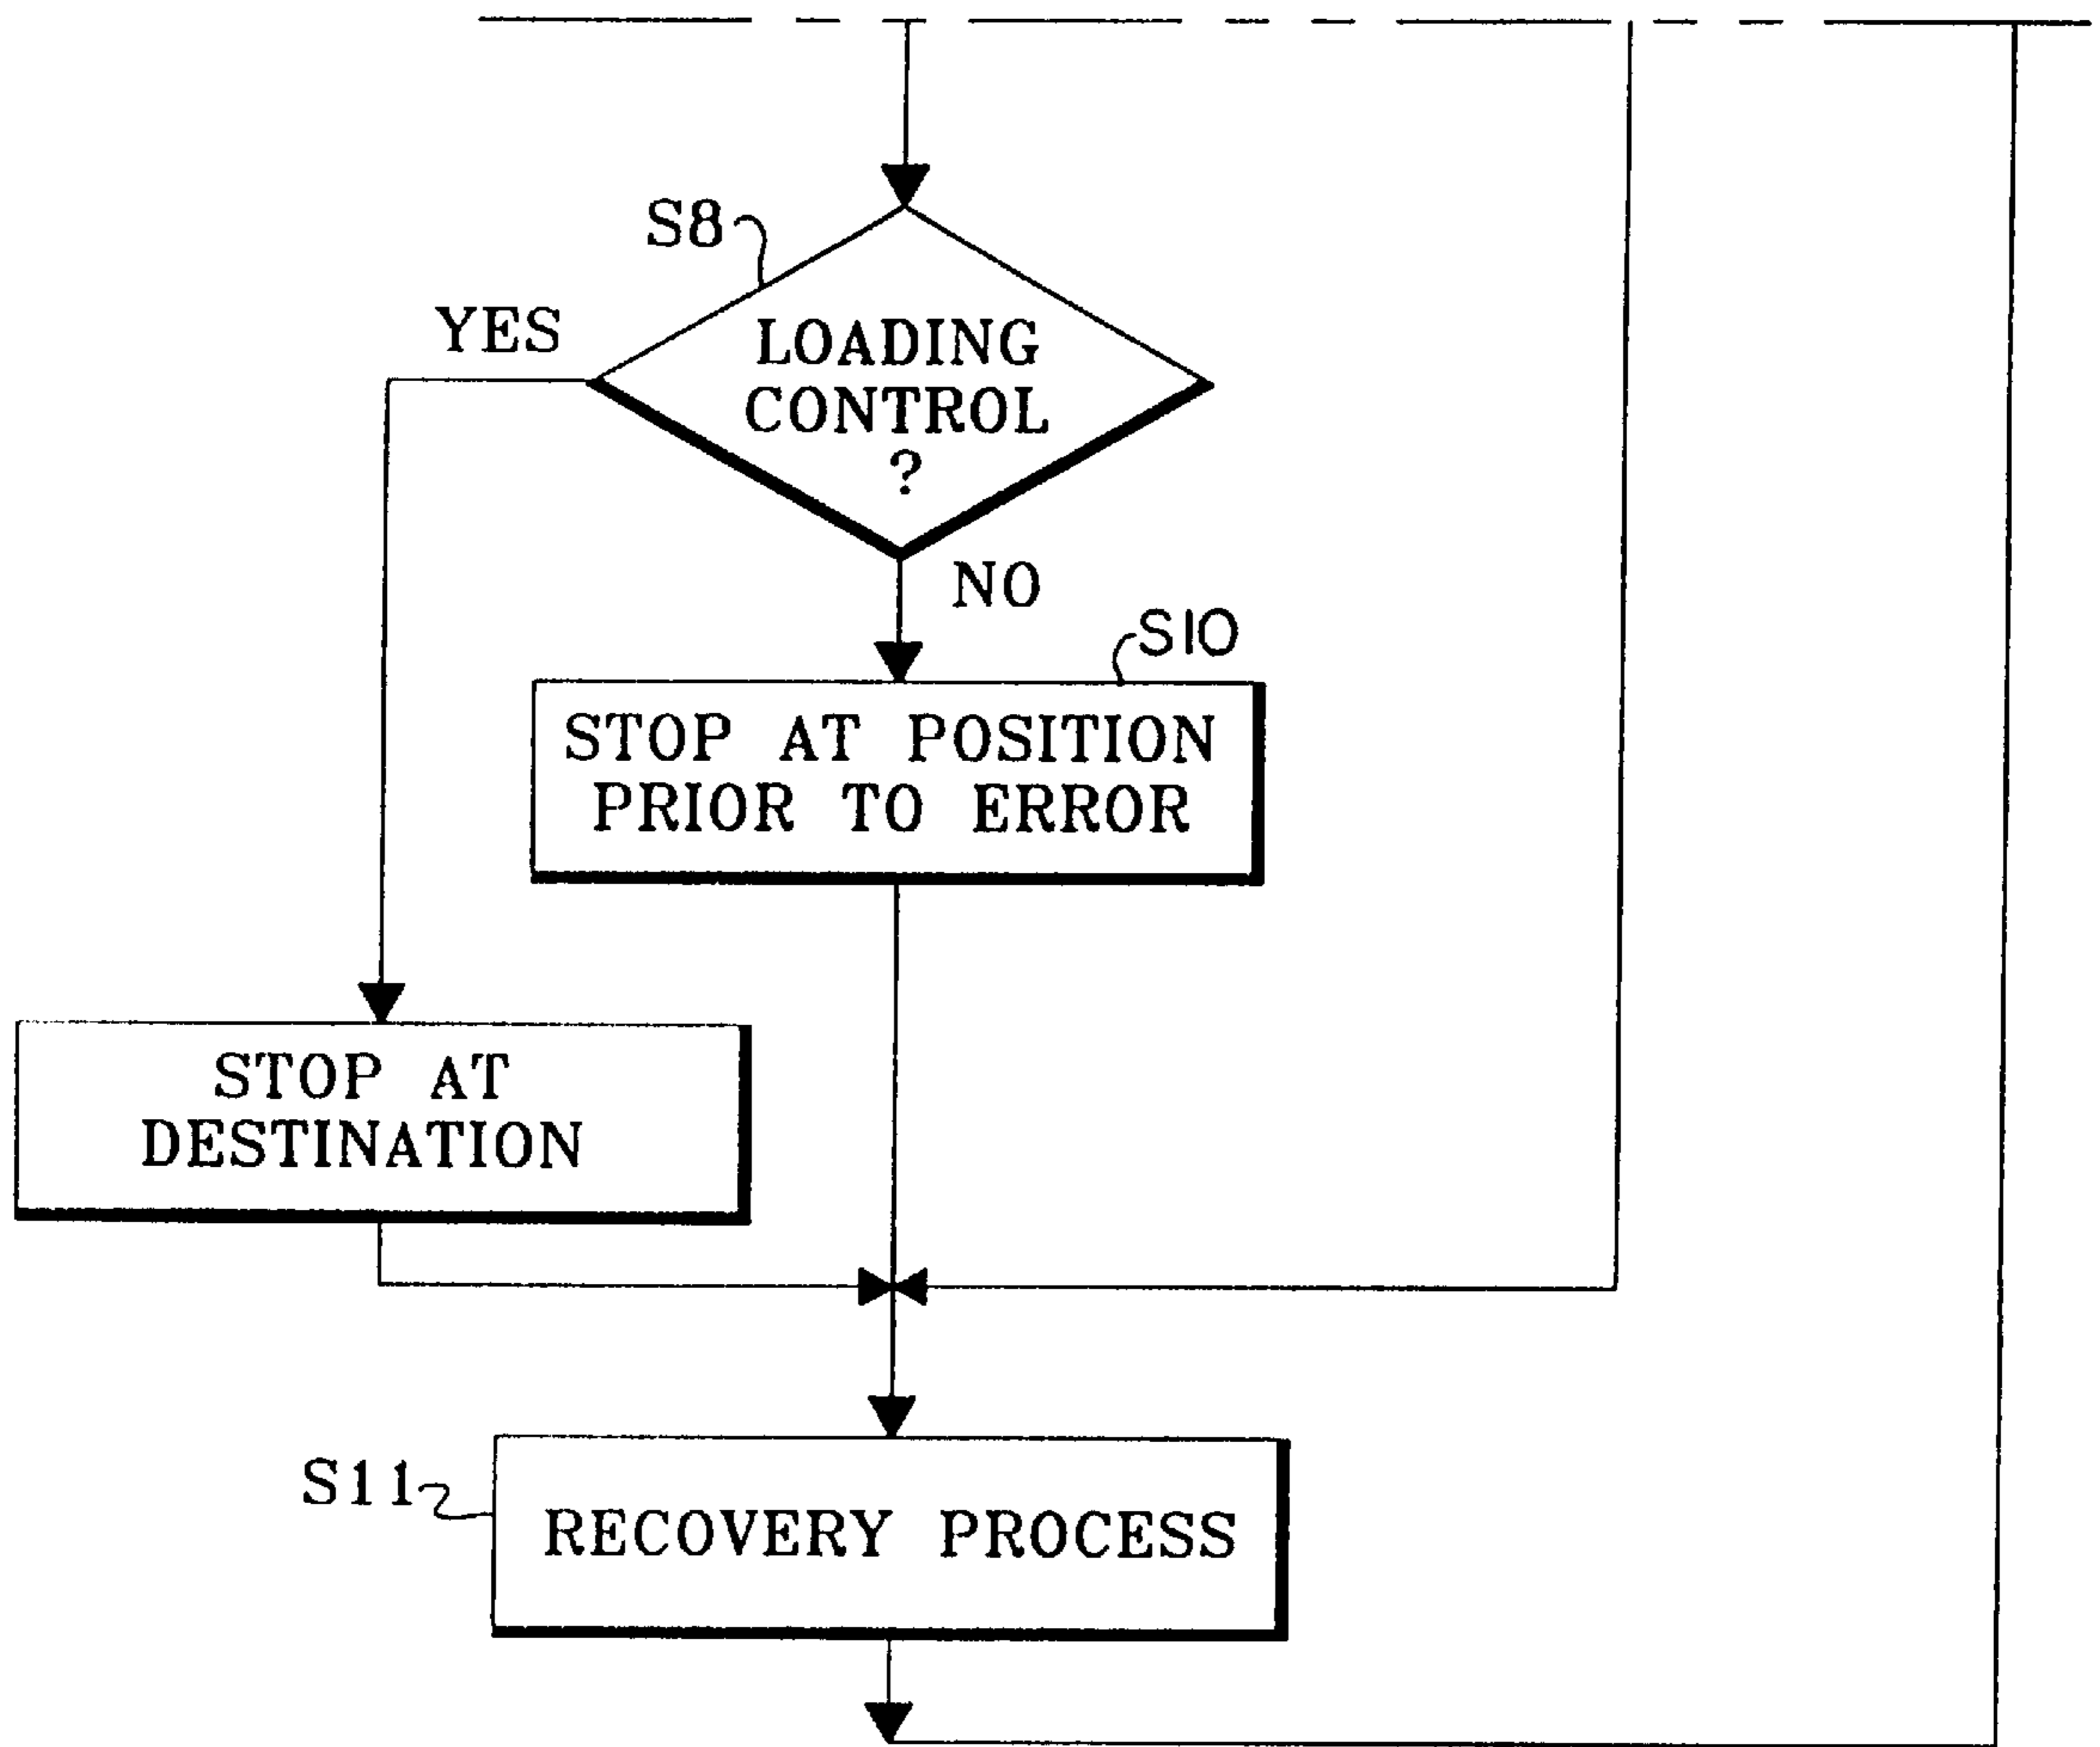 S8
YES
LOADING
CONTROL
?
NO
S10
STOP AT POSITION
PRIOR TO ERROR
STOP AT
DESTINATION
S11
RECOVERY PROCESS